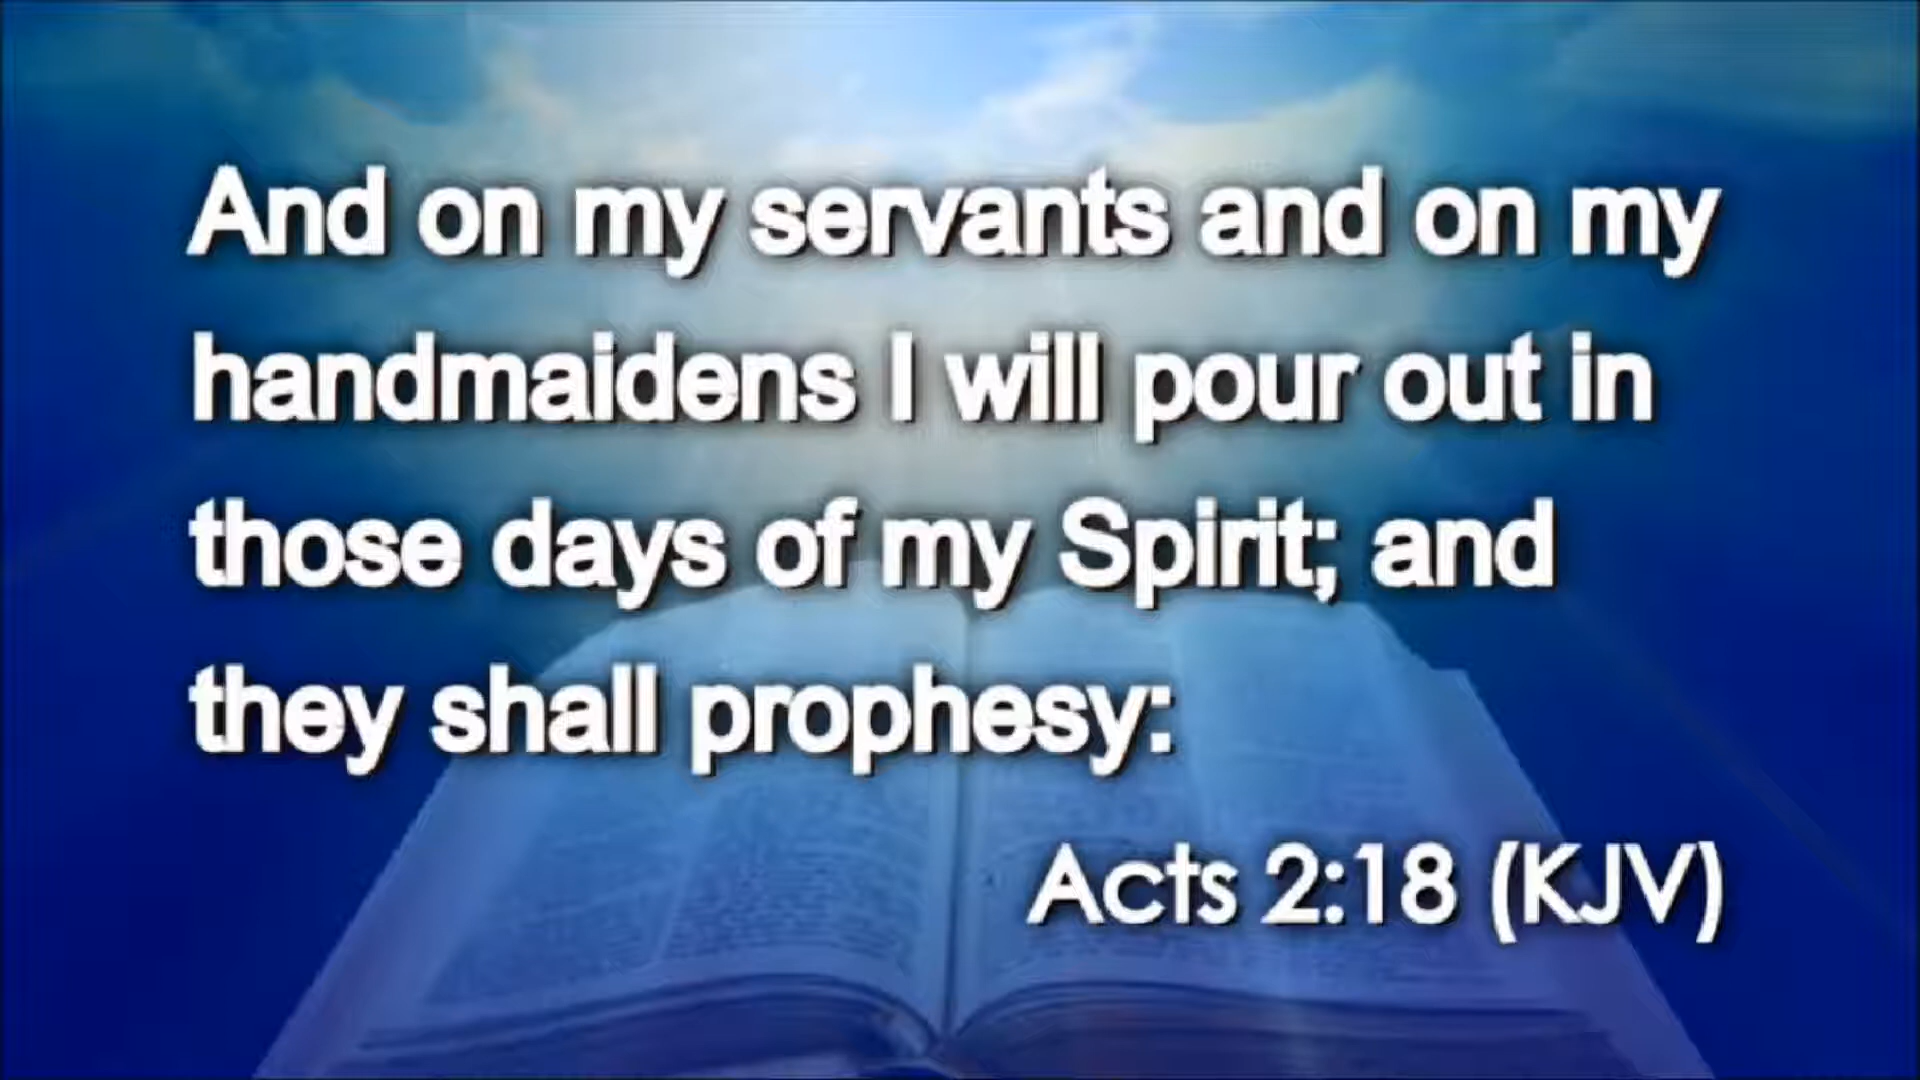 And on my servants and on my
handmaidens I will pour out in
those days of my Spirit; and
they shall prophesy:
Acts 2:18 (KJV)